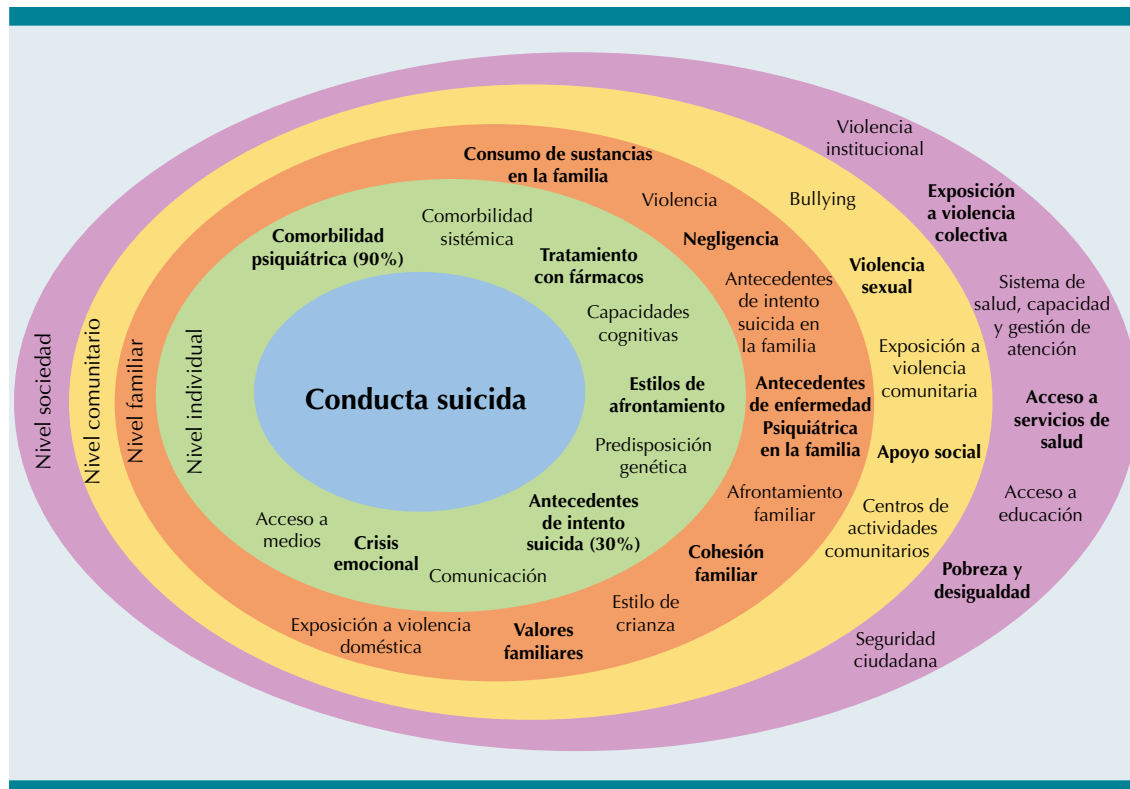 Violencia
institucional
Consumo de sustancias
en la familia
Violencia
Bullying
Exposición
a violencia
colectiva
Comorbilidad
sistémica
Comorbilidad
psiquiátrica (90%)
Negligencia
Tratamiento
con fármacos
Violencia
sexual
Antecedentes
de intento
suicida en
la familia
Sistema de
salud, capacidad
y gestión de
atención
Capacidades
cognitivas
Exposición a
violencia
comunitaria
Nivel sociedad
Nivel comunitario
Nivel familiar
Nivel individual
Conducta suicida
Estilos de
afrontamiento
Antecedentes
de enfermedad
Psiquiátrica
en la familia
Acceso a
servicios de
salud
Predisposición
genética
Apoyo social
Afrontamiento
familiar
Acceso a
educación
Centros de
actividades
comunitarios
Antecedentes
de intento
suicida (30%)
Acceso a
medios
Crisis
emocional
Comunicación
Cohesión
familiar
Pobreza y
desigualdad
Estilo de
crianza
Exposición a violencia
doméstica
Valores
familiares
Seguridad
ciudadana